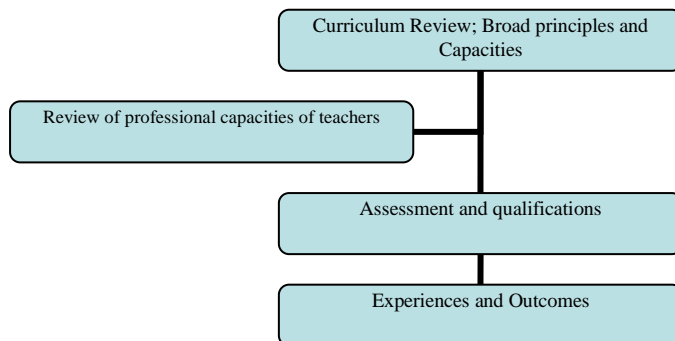 Curriculum Review; Broad principles and
Capacities
Review of professional capacities of teachers
Assessment and qualifications
Experiences and Outcomes